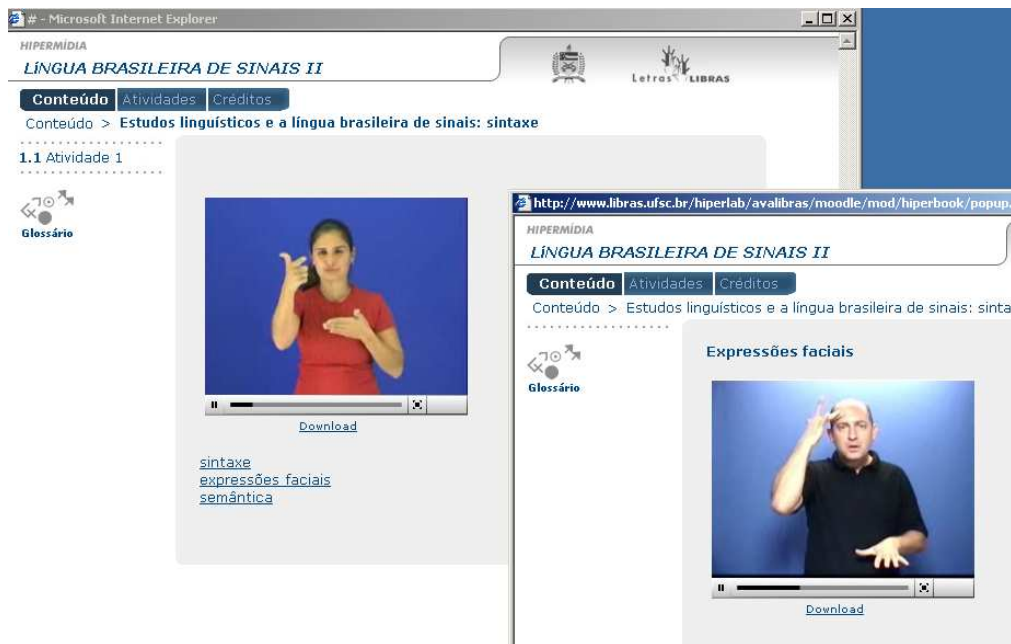 # - Microsoft Internet Explorer
HIPERMÍDIA
LÍNGUA BRASILEIRA DE SINAIS II
Letras LIBRAS
Conteúdo Atividades Créditos
Conteúdo > Estudos linguísticos e a língua brasileira de sinais: sintaxe
1.1 Atividade 1
Glossário
Download
sintaxe
expressões faciais
semântica
http://www.libras.ufsc.br/hiperlab/avalibras/moodle/mod/hiperbook/popup.
HIPERMÍDIA
LÍNGUA BRASILEIRA DE SINAIS II
Conteúdo Atividades Créditos
Conteúdo > Estudos linguísticos e a língua brasileira de sinais: sinta
Glossário
Expressões faciais
Download